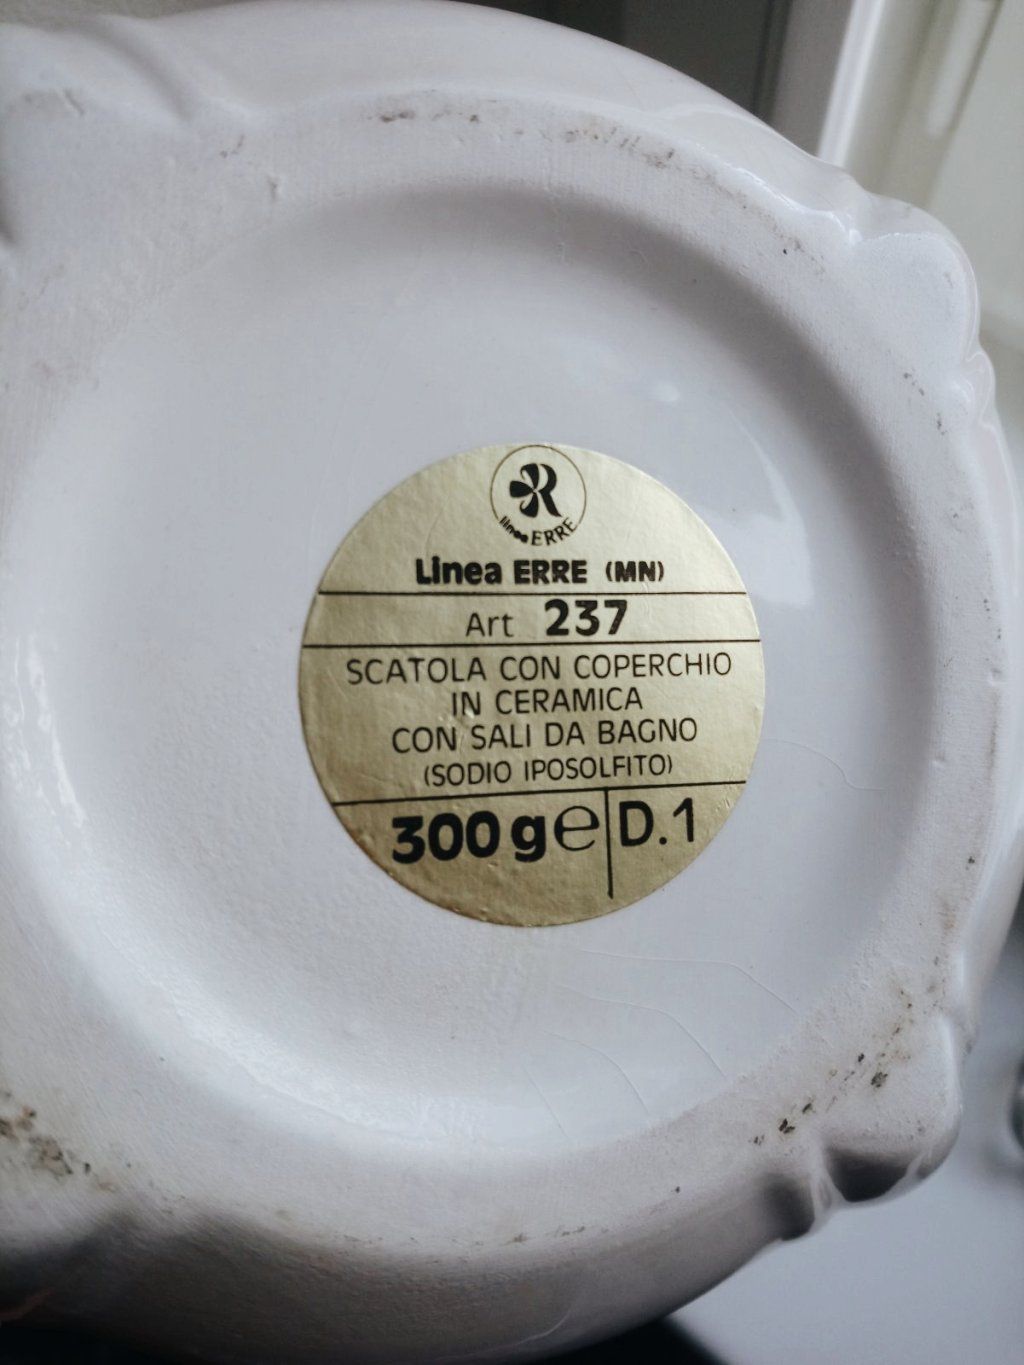 R
linea ERRE
Linea ERRE (MN)
Art 237
SCATOLA CON COPERCHIO
IN CERAMICA
CON SALI DA BAGNO
(SODIO IPOSOLFITO)
300 g e D.1